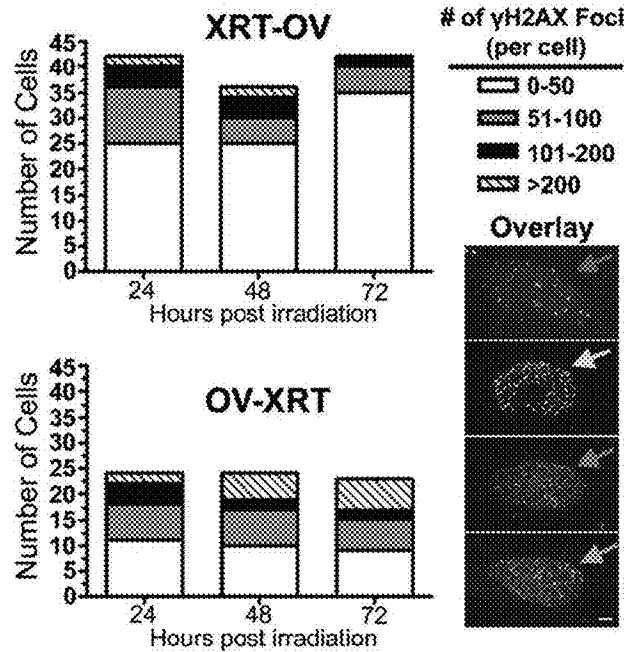 XRT-OV
Number of Cells
45
40
35
30
25
20
15
10
5
0
24 48 72
Hours post irradiation
OV-XRT
Number of Cells
45
40
35
30
25
20
15
10
5
0
24 48 72
Hours post irradiation
# of γH2AX Foci
(per cell)
0-50
51-100
101-200
>200
Overlay